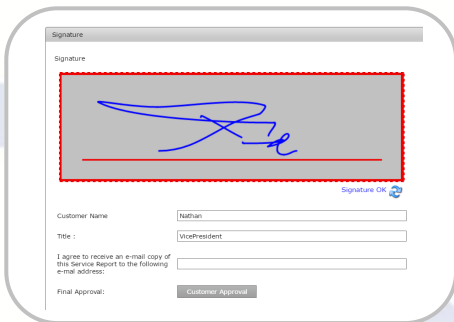 Signature
Signature
Signature OK
Customer Name
Nathan
Title :
VicePresident
I agree to receive an e-mail copy of
this Service Report to the following
e-mai address:
Final Approval:
Customer Approval